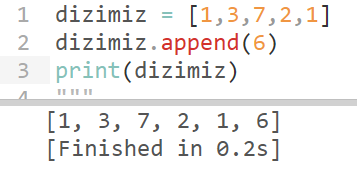 1 dizimiz = [1,3,7,2,1]
2 dizimiz.append(6)
3 print(dizimiz)
4 """
[1, 3, 7, 2, 1, 6]
[Finished in 0.2s]